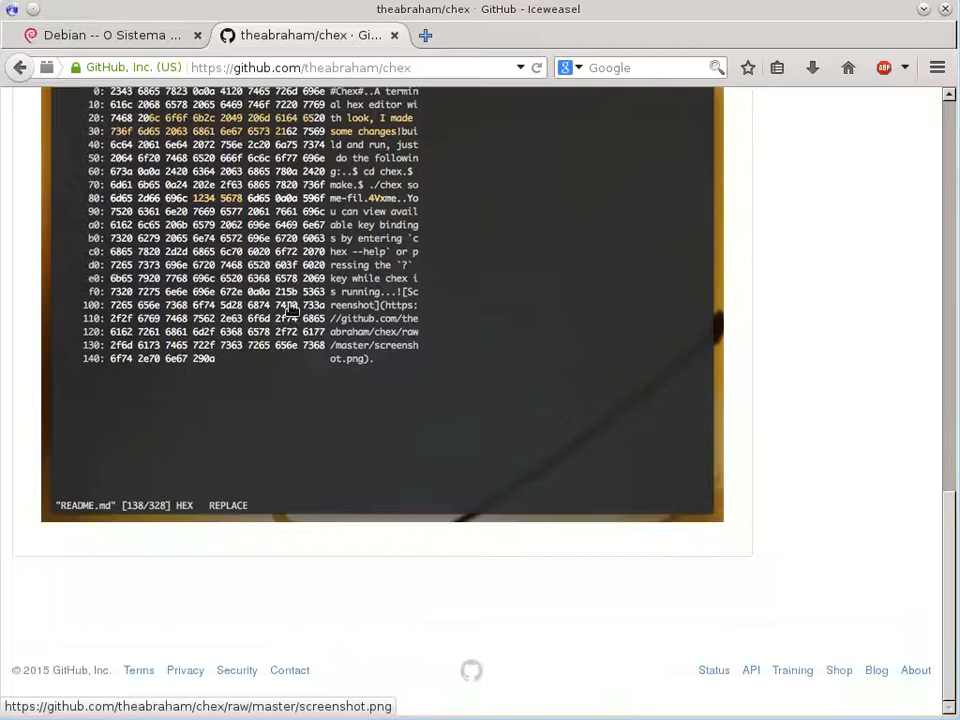 theabraham/chex · GitHub - Iceweasel
Debian -- O Sistema ...
theabraham/chex · Gi...
GitHub, Inc. (US)
https://github.com/theabraham/chex
Google
ABP
0: 2343 6865 7823 0a0a 4120 7465 726d 696e #Chex#..A termin
10: 616c 2068 6578 2065 6469 746f 7220 7769 al hex editor wi
20: 7468 206c 6f6f 6b2c 2049 206d 6164 6520 th look, I made
30: 736f 6d65 2063 6861 6e67 6573 2162 7569 some changes!bui
40: 6c64 2061 6e64 2072 756e 2c20 6a75 7374 ld and run, just
50: 2064 6f20 7468 6520 666f 6c6c 6f77 696e do the followin
60: 673a 0a0a 2420 6364 2063 6865 780a 2420 g:..$ cd chex.$
70: 6d61 6b65 0a24 202e 2f63 6865 7820 736f make.$ ./chex so
80: 6d65 2d66 696c 1234 5678 6d65 0a0a 596f me-fil.4Vxme..Yo
90: 7520 6361 6e20 7669 6577 2061 7661 696c u can view avail
a0: 6162 6c65 206b 6579 2062 696e 6469 6e67 able key binding
b0: 7320 6279 2065 6e74 6572 696e 6720 6063 s by entering `c
c0: 6865 7820 2d2d 6865 6c70 6020 6f72 2070 hex --help` or p
d0: 7265 7373 696e 6720 7468 6520 603f 6020 ressing the `?`
e0: 6b65 7920 7768 696c 6520 6368 6578 2069 key while chex i
f0: 7320 7275 6e6e 696e 672e 0a0a 215b 5363 s running...![Sc
100: 7265 656e 7368 6f74 5d28 6874 7470 733a reenshot](https:
110: 2f2f 6769 7468 7562 2e63 6f6d 2f74 6865 //github.com/the
120: 6162 7261 6861 6d2f 6368 6578 2f72 6177 abraham/chex/raw
130: 2f6d 6173 7465 722f 7363 7265 656e 7368 /master/screensh
140: 6f74 2e70 6e67 290a ot.png).
"README.md" [138/328] HEX REPLACE
© 2015 GitHub, Inc. Terms Privacy Security Contact
Status API Training Shop Blog About
https://github.com/theabraham/chex/raw/master/screenshot.png